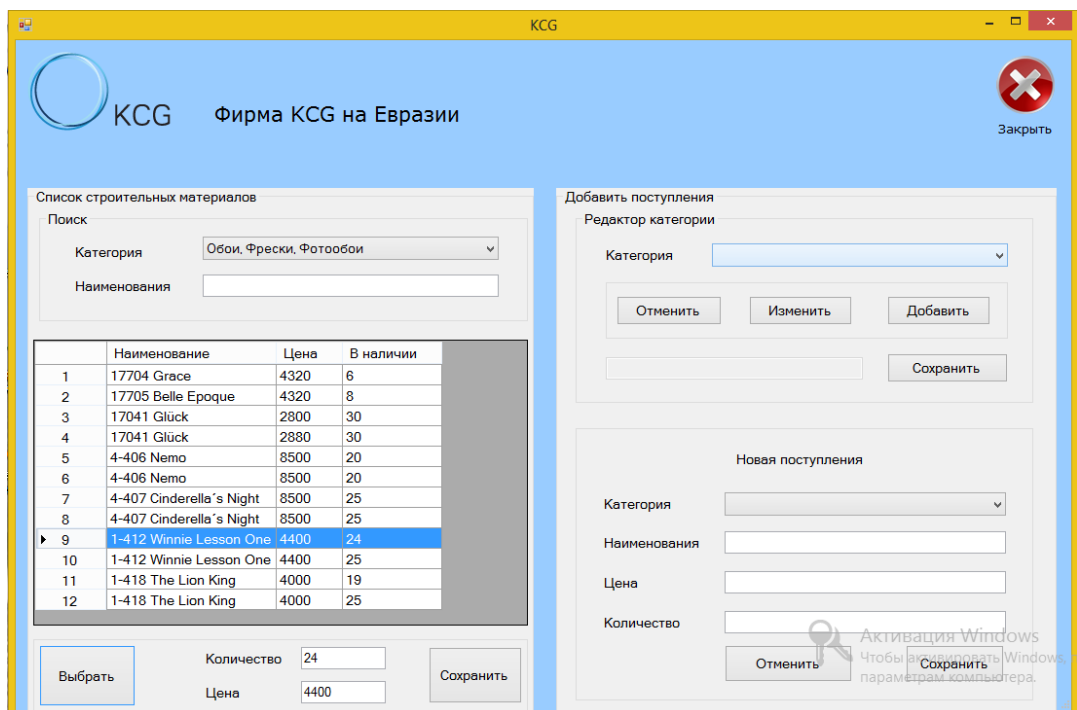 KCG
KCG
Фирма KCG на Евразии
Закрыть
Список строительных материалов
Поиск
Категория
Обои, Фрески, Фотообои
Наименования
Наименование Цена В наличии
1 17704 Grace 4320 6
2 17705 Belle Epoque 4320 8
3 17041 Glück 2800 30
4 17041 Glück 2880 30
5 4-406 Nemo 8500 20
6 4-406 Nemo 8500 20
7 4-407 Cinderella´s Night 8500 25
8 4-407 Cinderella´s Night 8500 25
9 1-412 Winnie Lesson One 4400 24
10 1-412 Winnie Lesson One 4400 25
11 1-418 The Lion King 4000 19
12 1-418 The Lion King 4000 25
Выбрать
Количество 24
Цена 4400
Сохранить
Добавить поступления
Редактор категории
Категория
Отменить Изменить Добавить
Сохранить
Новая поступления
Категория
Наименования
Цена
Количество
Отменить Сохранить
Активация Windows
Чтобы активировать Windows,
параметрам компьютера.